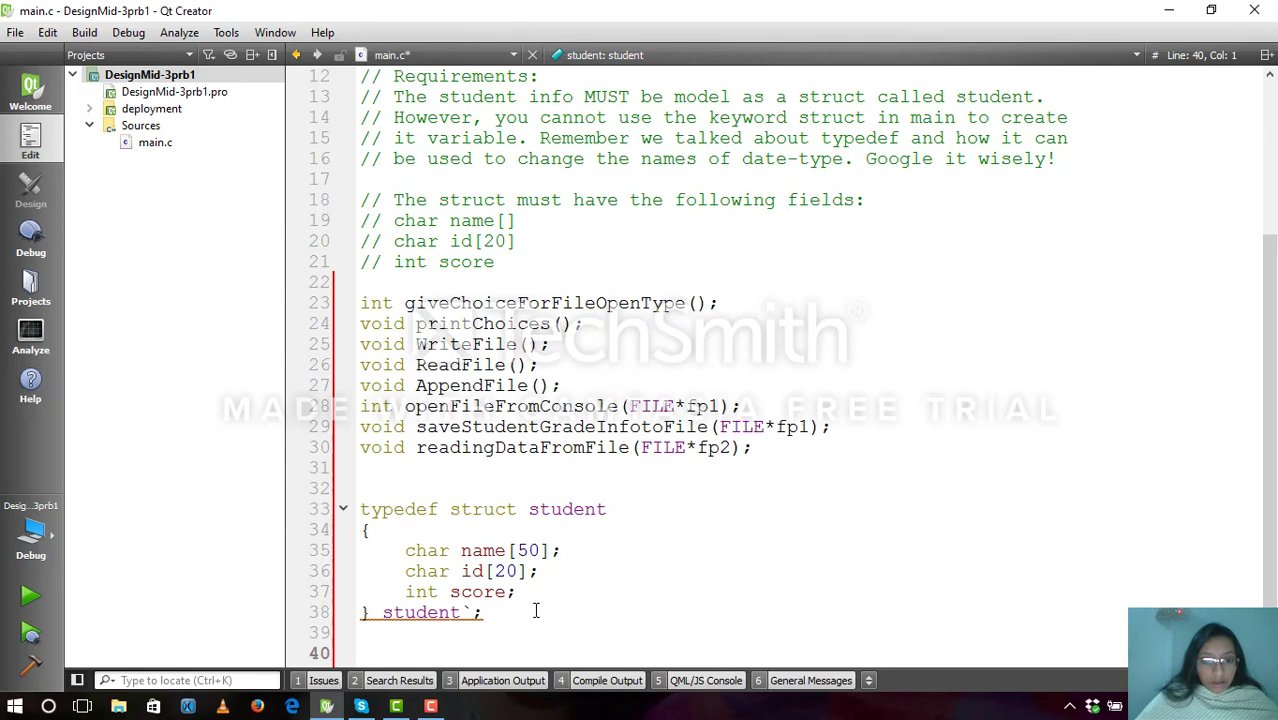 main.c - DesignMid-3prb1 - Qt Creator
File Edit Build Debug Analyze Tools Window Help
Projects main.c* student: student # Line: 40, Col: 1
DesignMid-3prb1
DesignMid-3prb1.pro
deployment
Sources
main.c
Welcome
Edit
Design
Debug
Projects
Analyze
Help
Desig...3prb1
Debug
12 // Requirements:
13 // The student info MUST be model as a struct called student.
14 // However, you cannot use the keyword struct in main to create
15 // it variable. Remember we talked about typedef and how it can
16 // be used to change the names of date-type. Google it wisely!
17
18 // The struct must have the following fields:
19 // char name[]
20 // char id[20]
21 // int score
22
23 int giveChoiceForFileOpenType();
24 void printChoices();
25 void WriteFile();
26 void ReadFile();
27 void AppendFile();
28 int openFileFromConsole(FILE*fp1);
29 void saveStudentGradeInfotoFile(FILE*fp1);
30 void readingDataFromFile(FILE*fp2);
31
32
33 typedef struct student
34 {
35 char name[50];
36 char id[20];
37 int score;
38 } student`;
39
40
TechSmith®
MADE WITH CAMTASIA FREE TRIAL
Type to locate (Ctrl+K) 1 Issues 2 Search Results 3 Application Output 4 Compile Output 5 QML/JS Console 6 General Messages